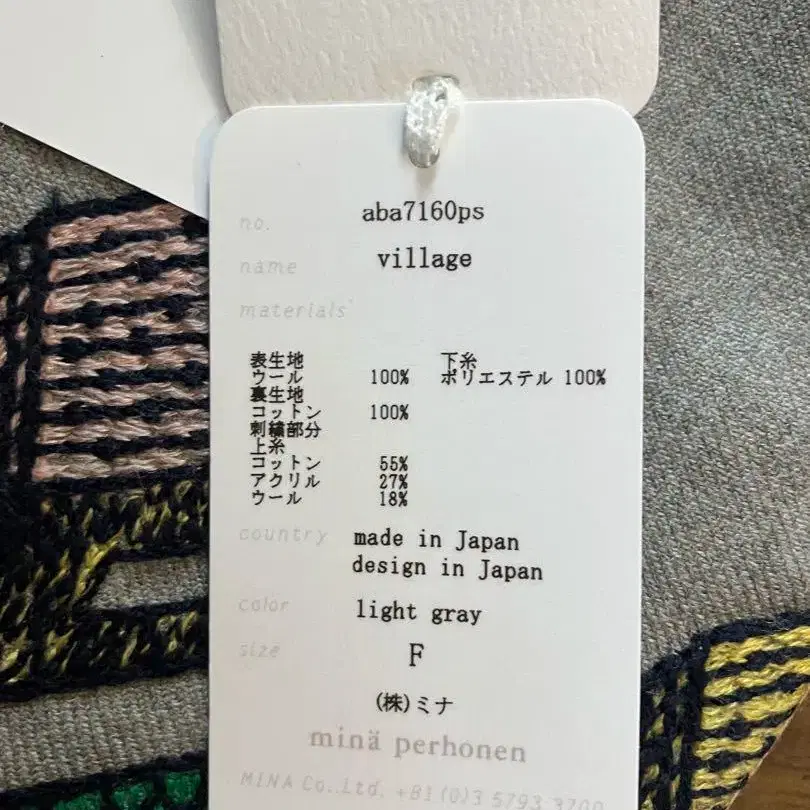 no. aba7160ps
name village
materials
表生地
ウール 100%
裏生地
コットン 100%
刺繍部分
上糸
コットン 55%
アクリル 27%
ウール 18%
下糸
ポリエステル 100%
country made in Japan
design in Japan
color light gray
size F
(株)ミナ
minä perhonen
MINA Co.,Ltd. +81(0)3 5793 3700